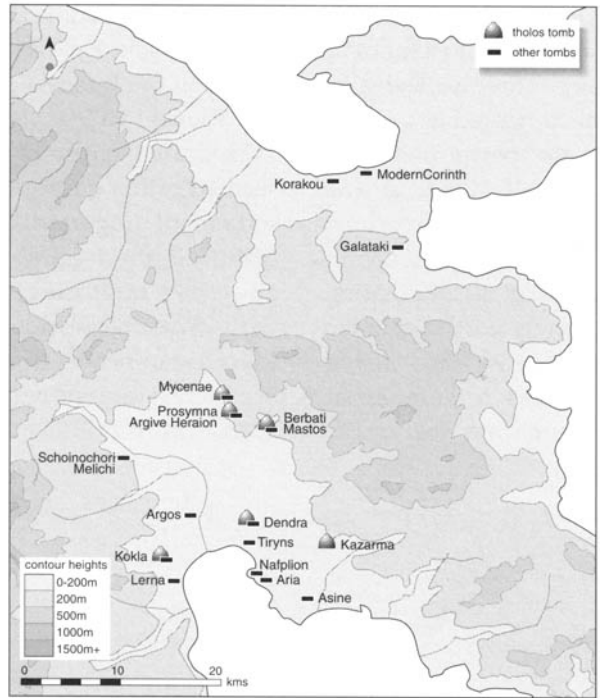 tholos tomb
other tombs
ModernCorinth
Korakou
Galataki
Mycenae
Prosymna
Argive Heraion
Berbati
Mastos
Schoinochori
Melichi
Argos
Dendra
Tiryns
Kazarma
Kokla
Nafplion
Lerna
Aria
Asine
contour heights
0-200m
200m
500m
1000m
1500m+
0 10 20
kms